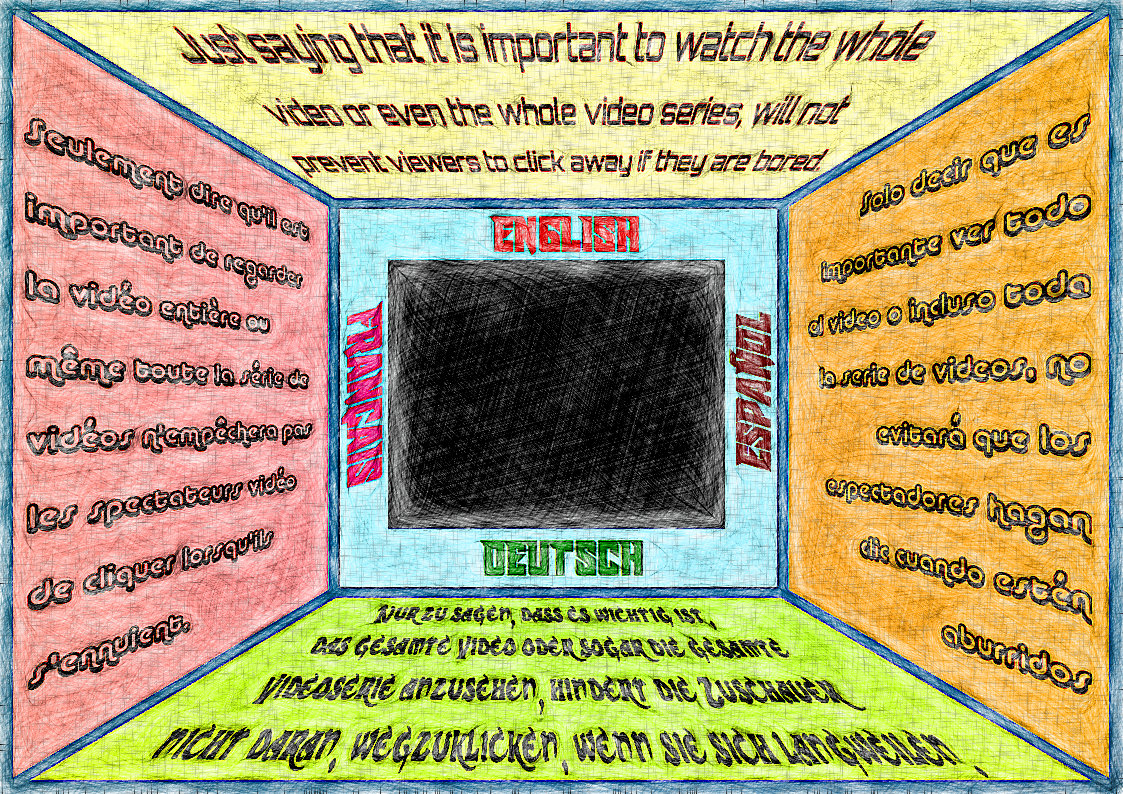 Just saying that it is important to watch the whole
video or even the whole video series, will not
prevent viewers to click away if they are bored.
Seulement dire qu'il est
important de regarder
la vidéo entière ou
même toute la série de
vidéos n'empêchera pas
les spectateurs vidéo
de cliquer lorsqu'ils
s'ennuient.
ENGLISH
FRANÇAIS
ESPAÑOL
DEUTSCH
Solo decir que es
importante ver todo
el video o incluso toda
la serie de videos, no
evitará que los
espectadores hagan
clic cuando estén
aburridos
Nur zu sagen, dass es wichtig ist,
das gesamte Video oder sogar die gesamte
Videoserie anzusehen, hindert die Zuschauer
nicht daran, wegzuklicken, wenn sie sich langweilen.